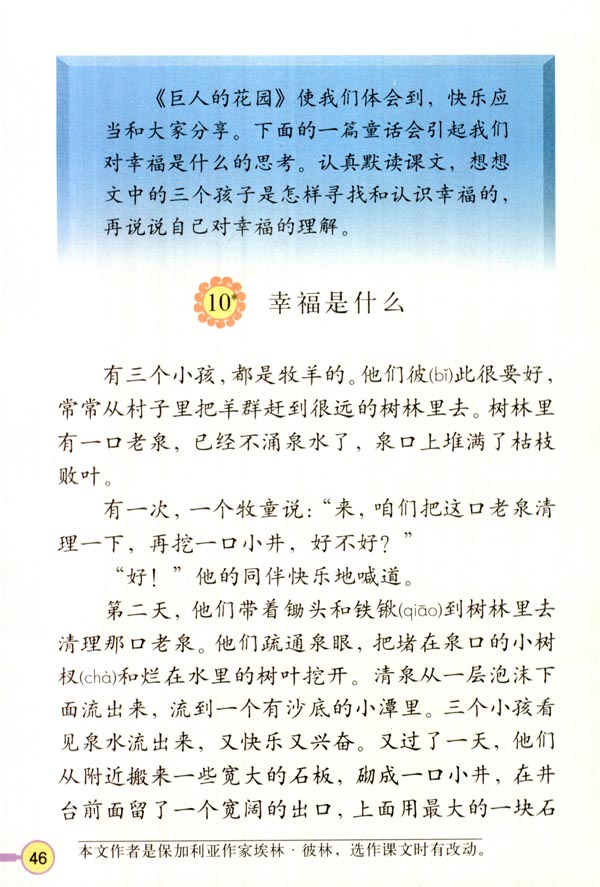 《巨人的花园》使我们体会到，快乐应
当和大家分享。下面的一篇童话会引起我们
对幸福是什么的思考。认真默读课文，想想
文中的三个孩子是怎样寻找和认识幸福的，
再说说自己对幸福的理解。
10* 幸福是什么
有三个小孩，都是牧羊的。他们彼(bǐ)此很要好，
常常从村子里把羊群赶到很远的树林里去。树林里
有一口老泉，已经不涌泉水了，泉口上堆满了枯枝
败叶。
有一次，一个牧童说：“来，咱们把这口老泉清
理一下，再挖一口小井，好不好？”
“好！”他的同伴快乐地喊道。
第二天，他们带着锄头和铁锹(qiāo)到树林里去
清理那口老泉。他们疏通泉眼，把堵在泉口的小树
杈(chà)和烂在水里的树叶挖开。清泉从一层泡沫下
面流出来，流到一个有沙底的小潭里。三个小孩看
见泉水流出来，又快乐又兴奋。又过了一天，他们
从附近搬来一些宽大的石板，砌成一口小井，在井
台前面留了一个宽阔的出口，上面用最大的一块石
本文作者是保加利亚作家埃林·彼林，选作课文时有改动。
46